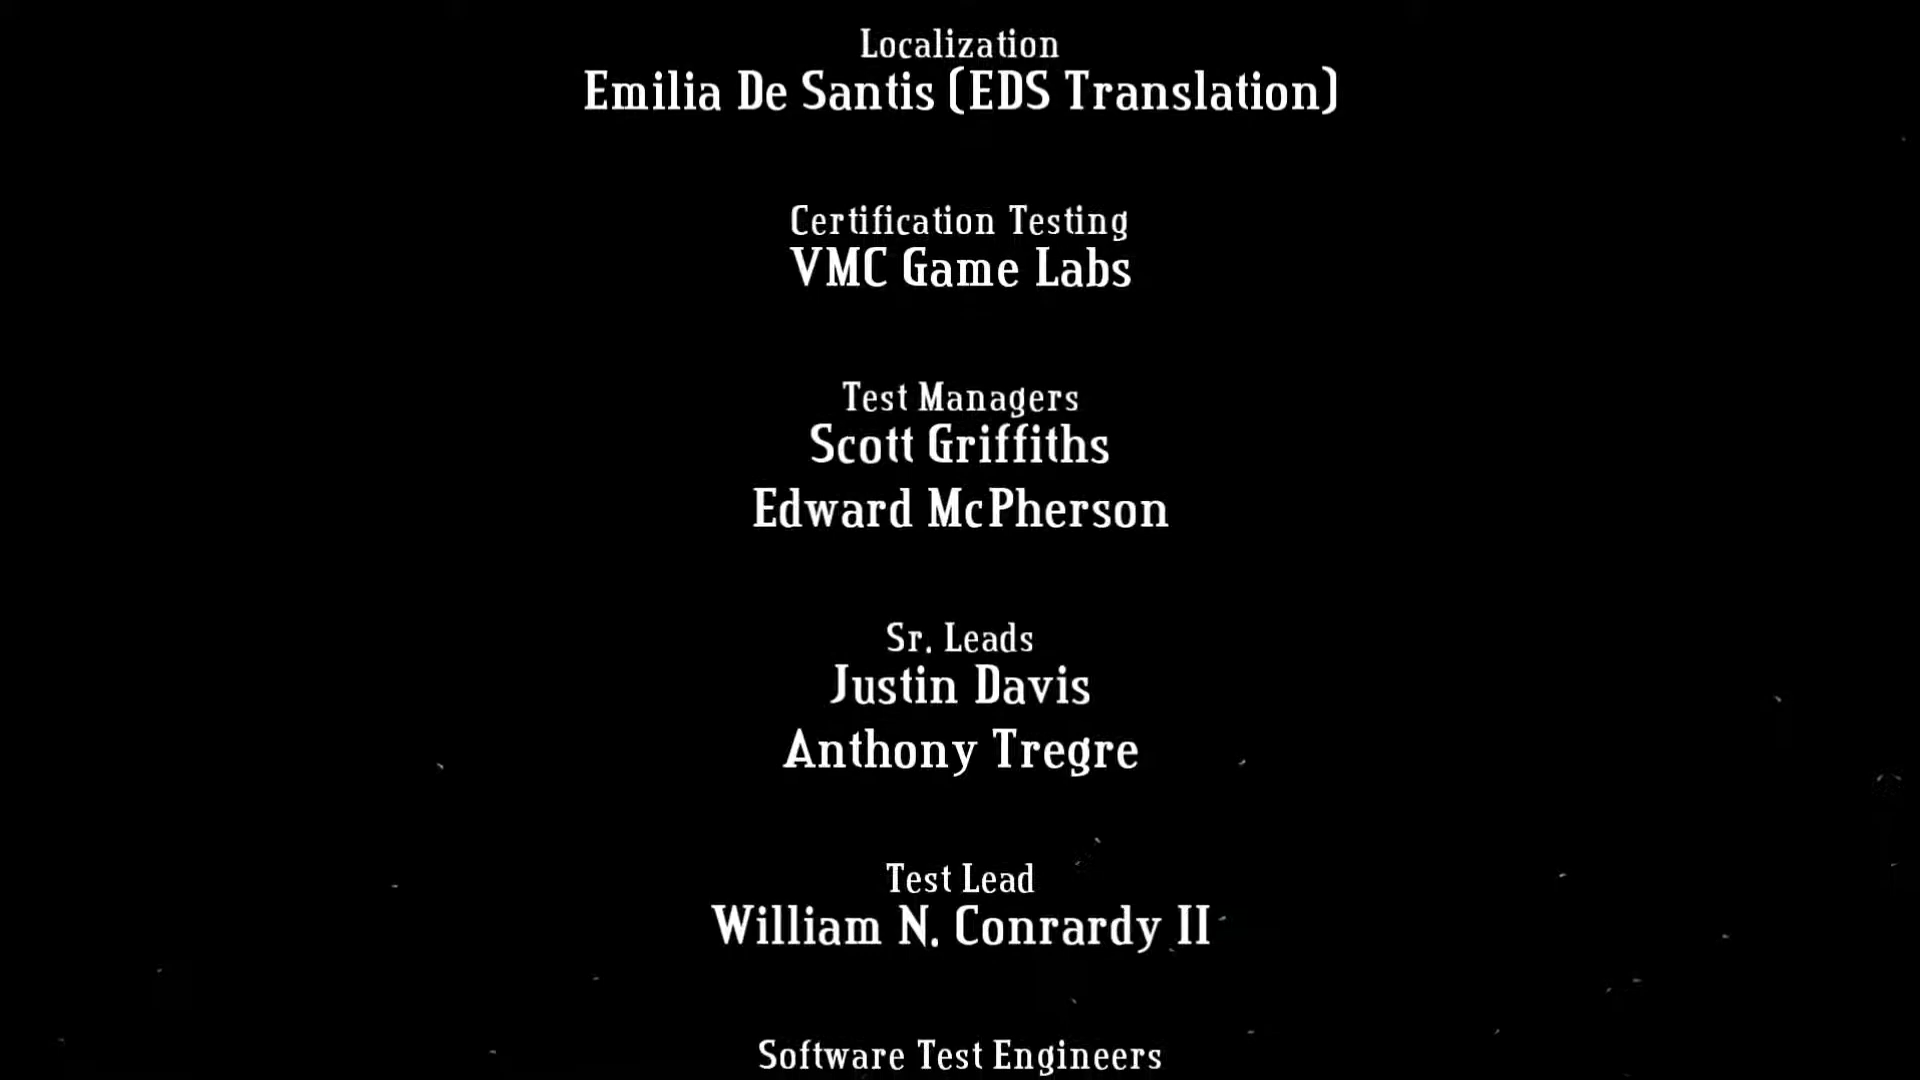 Localization
Emilia De Santis (EDS Translation)
Certification Testing
VMC Game Labs
Test Managers
Scott Griffiths
Edward McPherson
Sr. Leads
Justin Davis
Anthony Tregre
Test Lead
William N. Conrardy II
Software Test Engineers